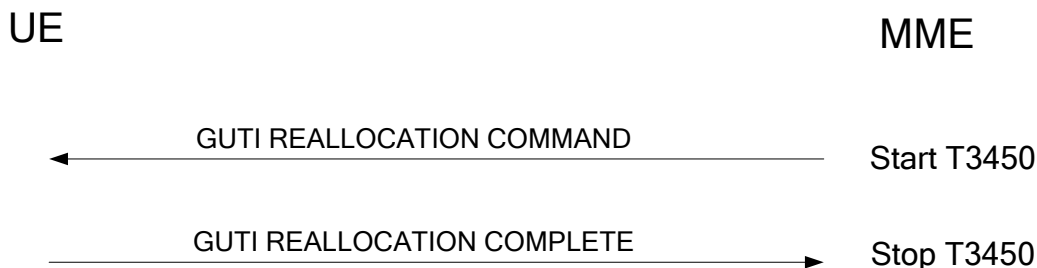 UE
MME
GUTI REALLOCATION COMMAND
Start T3450
GUTI REALLOCATION COMPLETE
Stop T3450